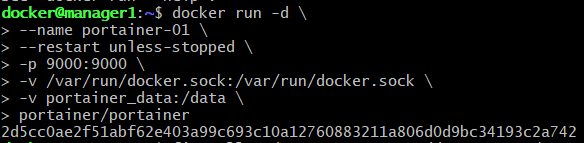 docker@manager1:~$ docker run -d \
> --name portainer-01 \
> --restart unless-stopped \
> -p 9000:9000 \
> -v /var/run/docker.sock:/var/run/docker.sock \
> -v portainer_data:/data \
> portainer/portainer
2d5cc0ae2f51abf62e403a99c693c10a12760883211a806d0d9bc34193c2a742